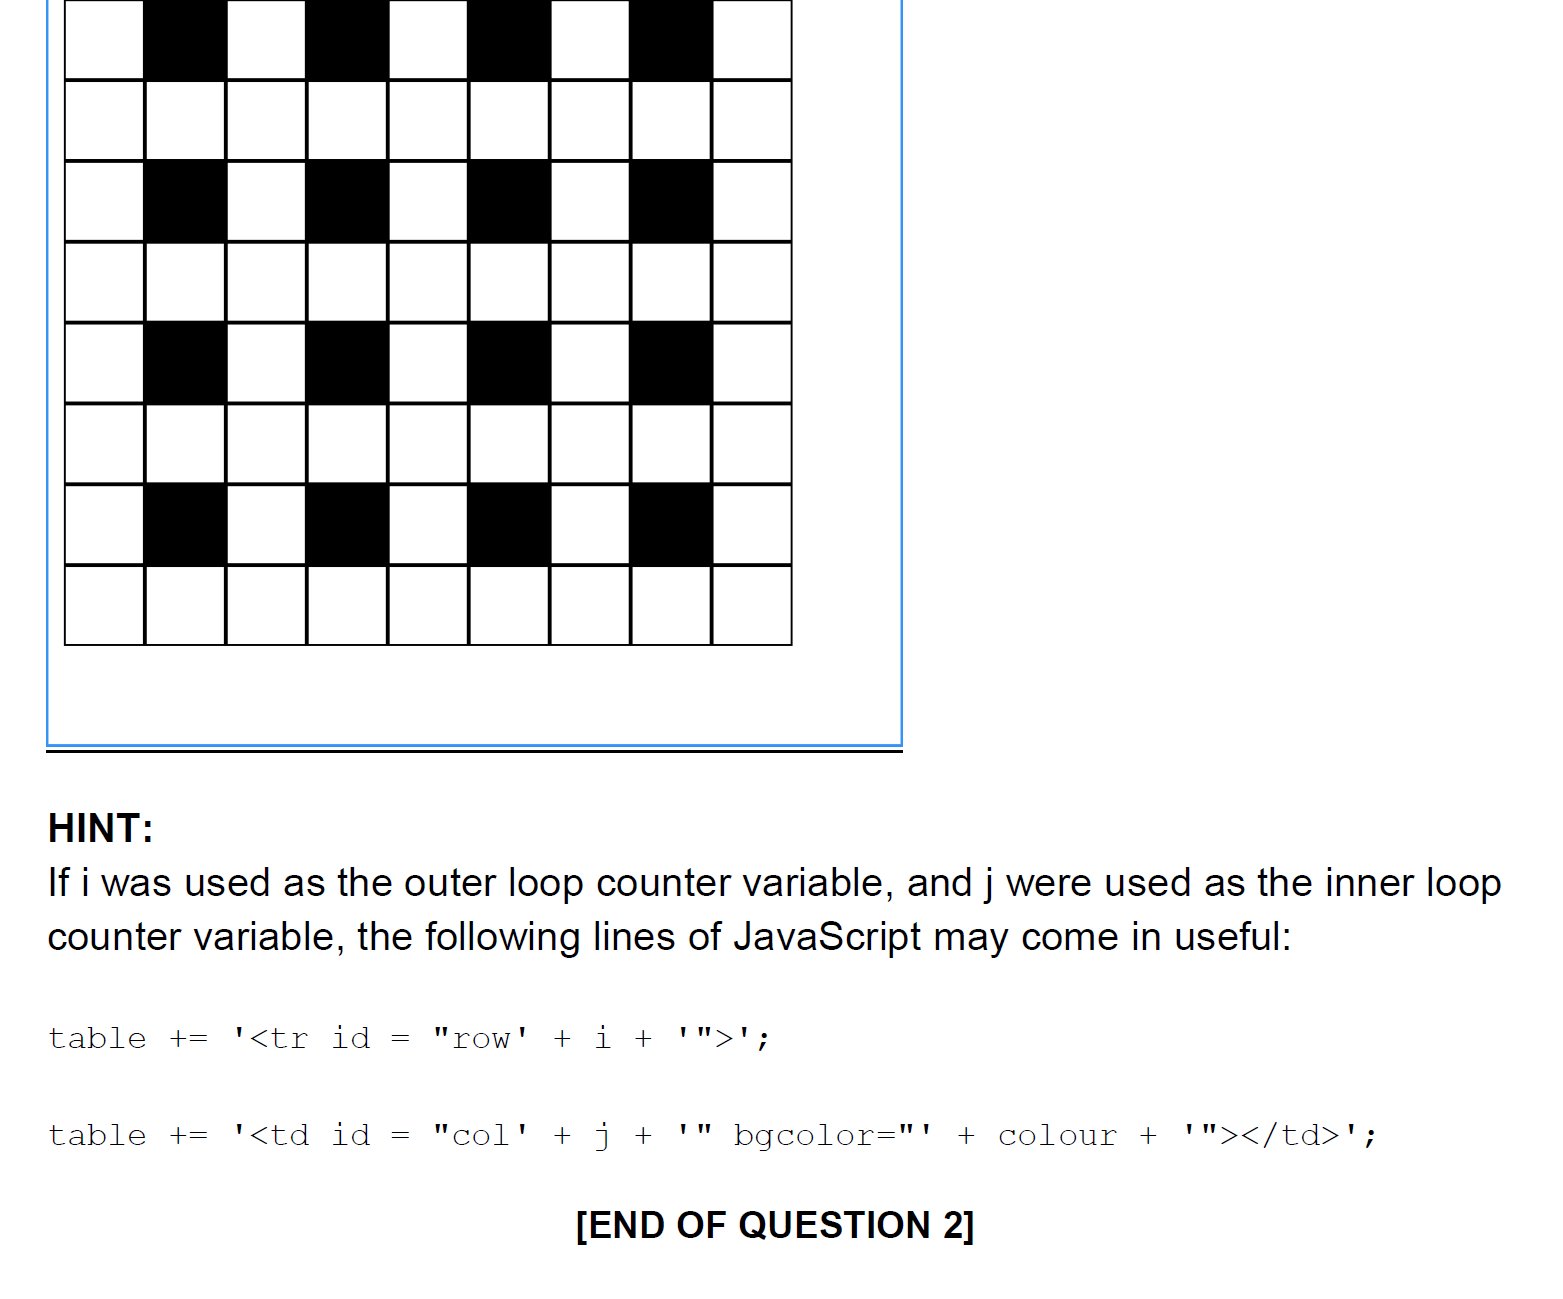 HINT:
If i was used as the outer loop counter variable, and j were used as the inner loop
counter variable, the following lines of JavaScript may come in useful:
table += '<tr id = "row' + i + '">';
table += '<td id = "col' + j + '" bgcolor="' + colour + '"></td>';
[END OF QUESTION 2]